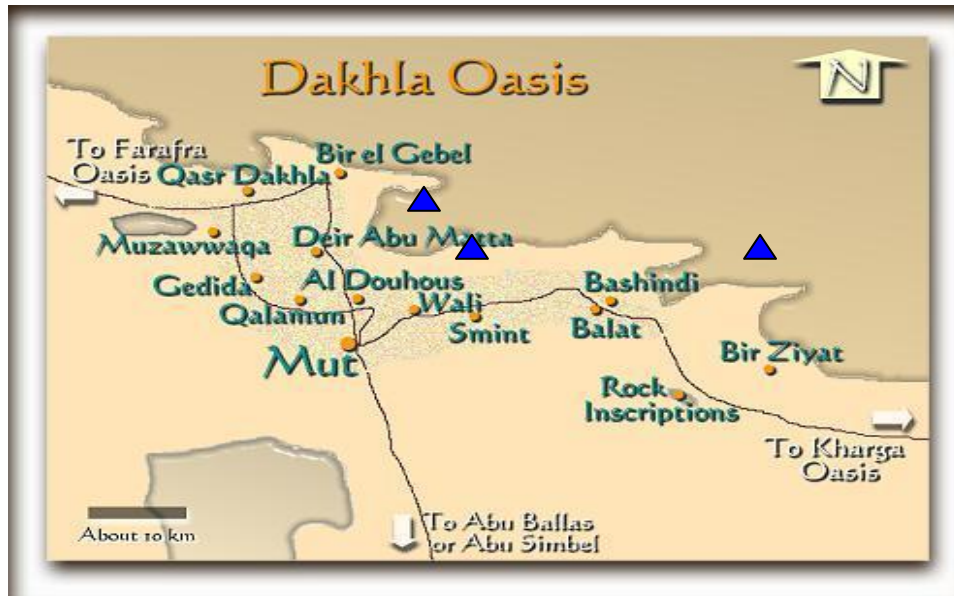 Dakhla Oasis
N
To Farafra
Oasis
Bir el Gebel
Qasr Dakhla
Muzawwaqa
Deir Abu Matta
Gedida
Al Douhous
Qalamun
Wali
Smint
Bashindi
Balat
Mut
Bir Ziyat
Rock
Inscriptions
To Kharga
Oasis
About 10 km
To Abu Ballas
or Abu Simbel